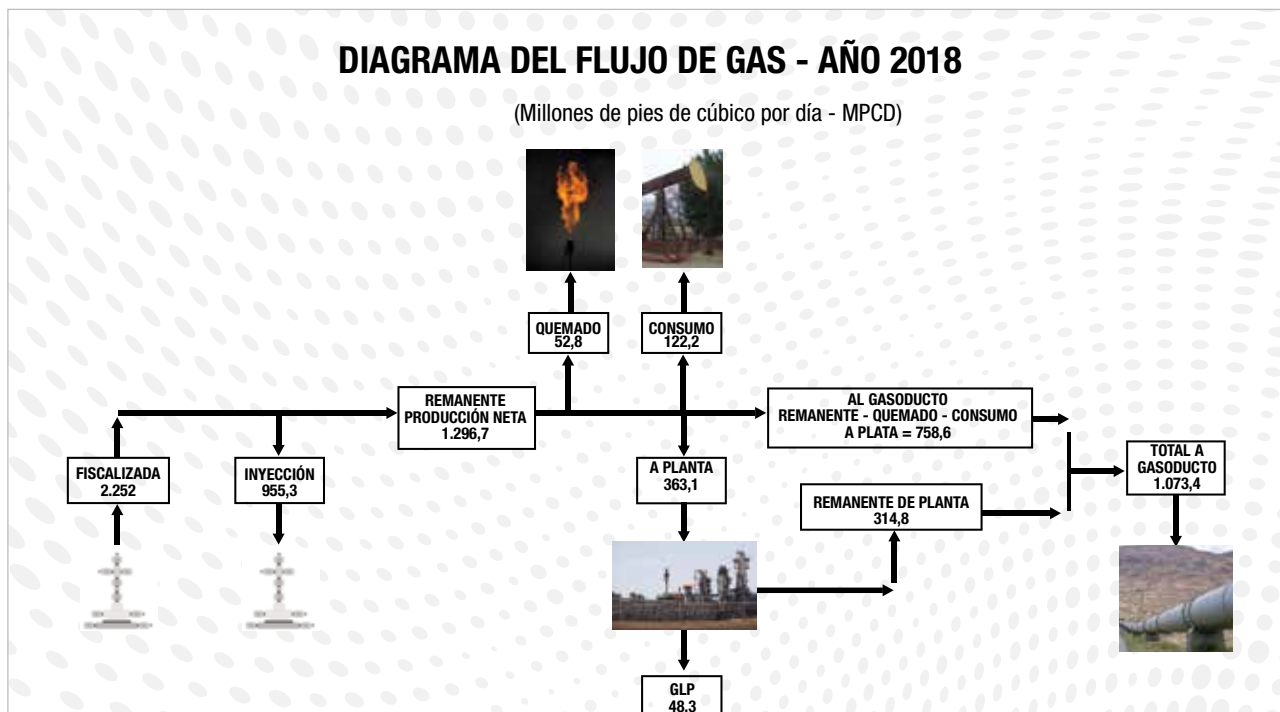 DIAGRAMA DEL FLUJO DE GAS - AÑO 2018
(Millones de pies de cúbico por día - MPCD)
QUEMADO
52,8
CONSUMO
122,2
REMANENTE
PRODUCCIÓN NETA
1.296,7
AL GASODUCTO
REMANENTE - QUEMADO - CONSUMO
A PLATA = 758,6
FISCALIZADA
2.252
INYECCIÓN
955,3
A PLANTA
363,1
REMANENTE DE PLANTA
314,8
TOTAL A
GASODUCTO
1.073,4
GLP
48,3